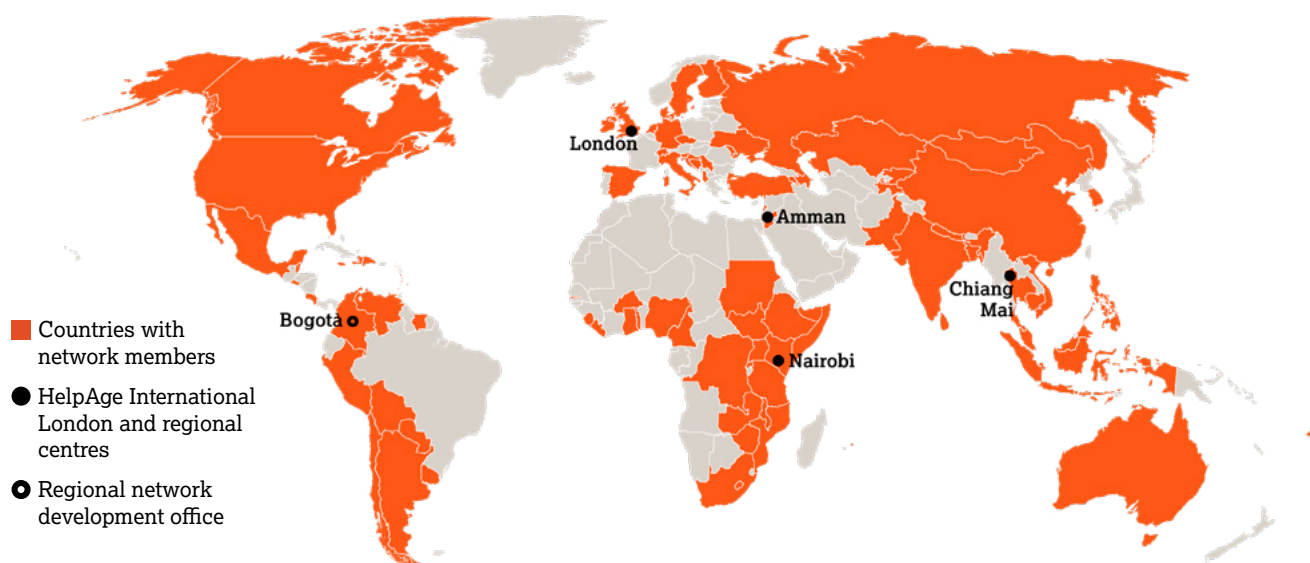 London
Amman
Chiang
Mai
Bogotà
Nairobi
Countries with
network members
HelpAge International
London and regional
centres
Regional network
development office